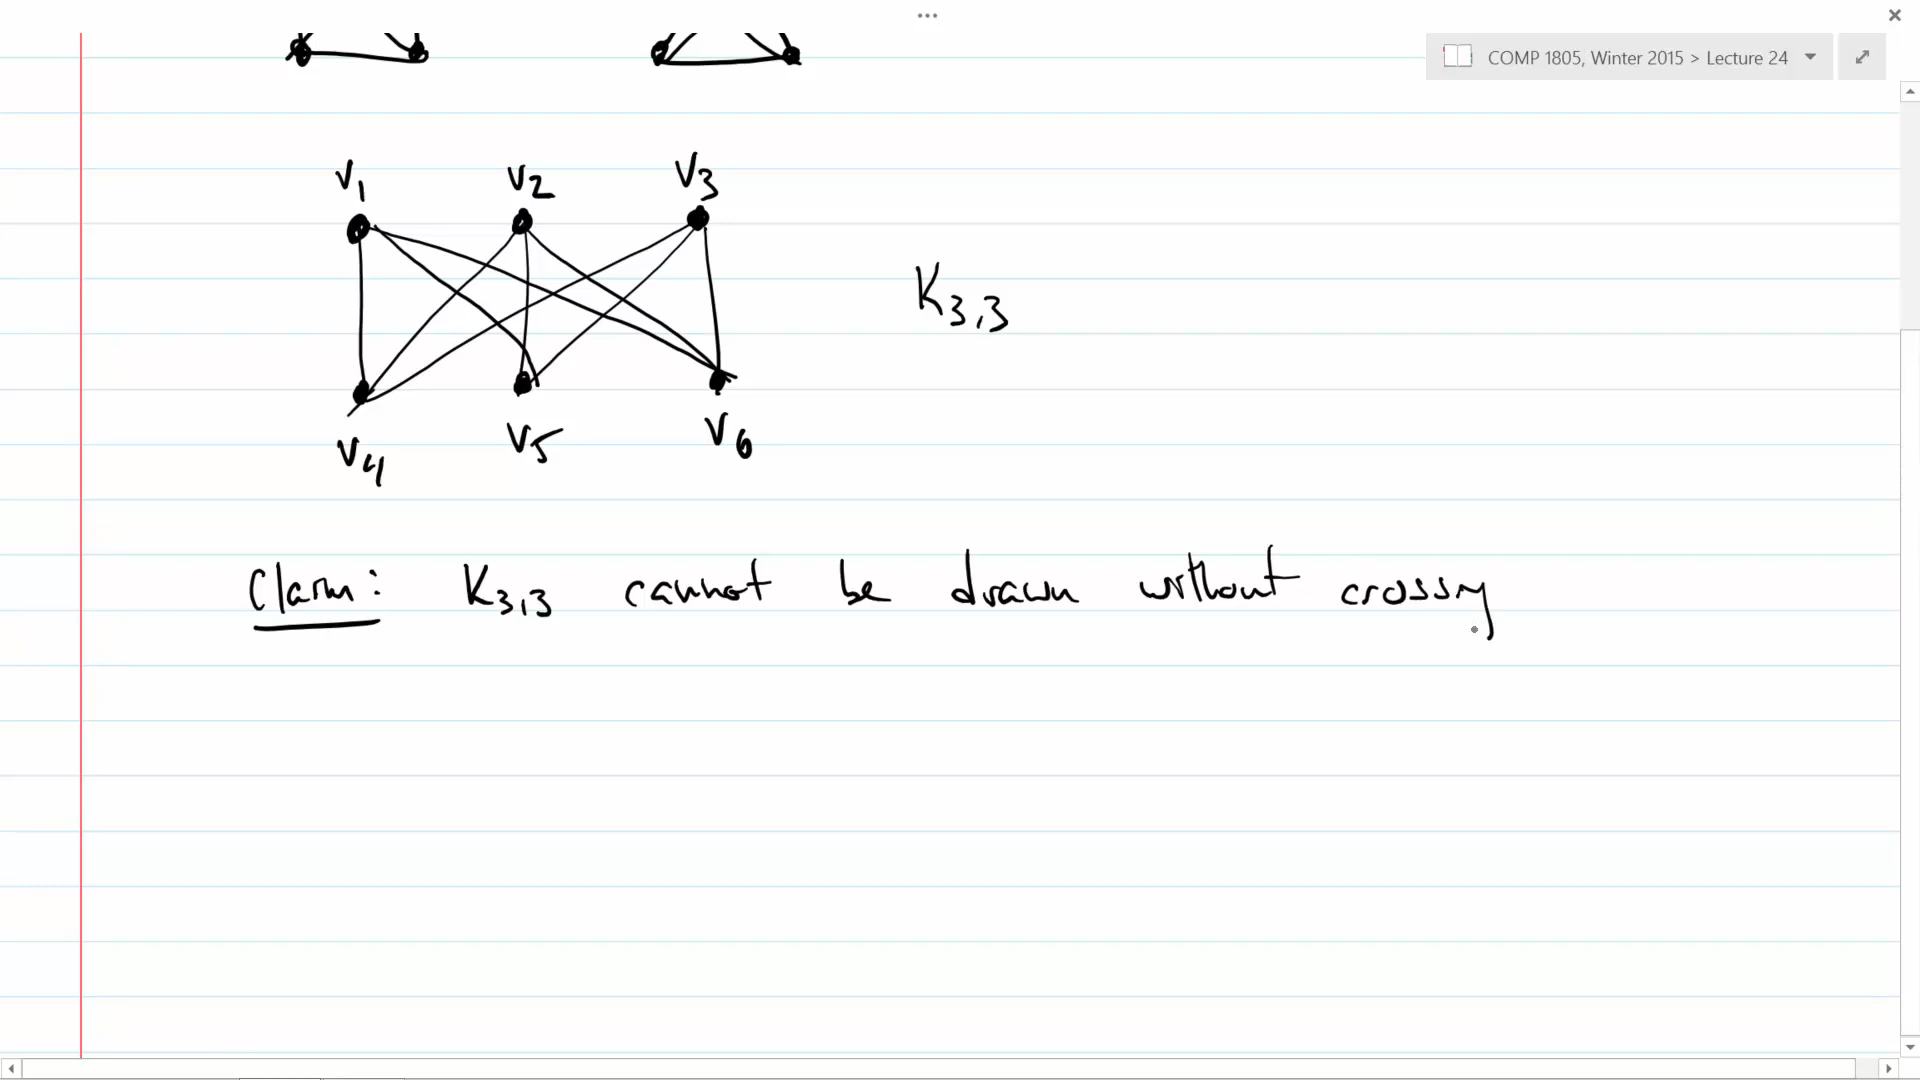 COMP 1805, Winter 2015 > Lecture 24
V1 V2 V3
K3,3
V4 V5 V6
Claim: K3,3 cannot be drawn without crossing